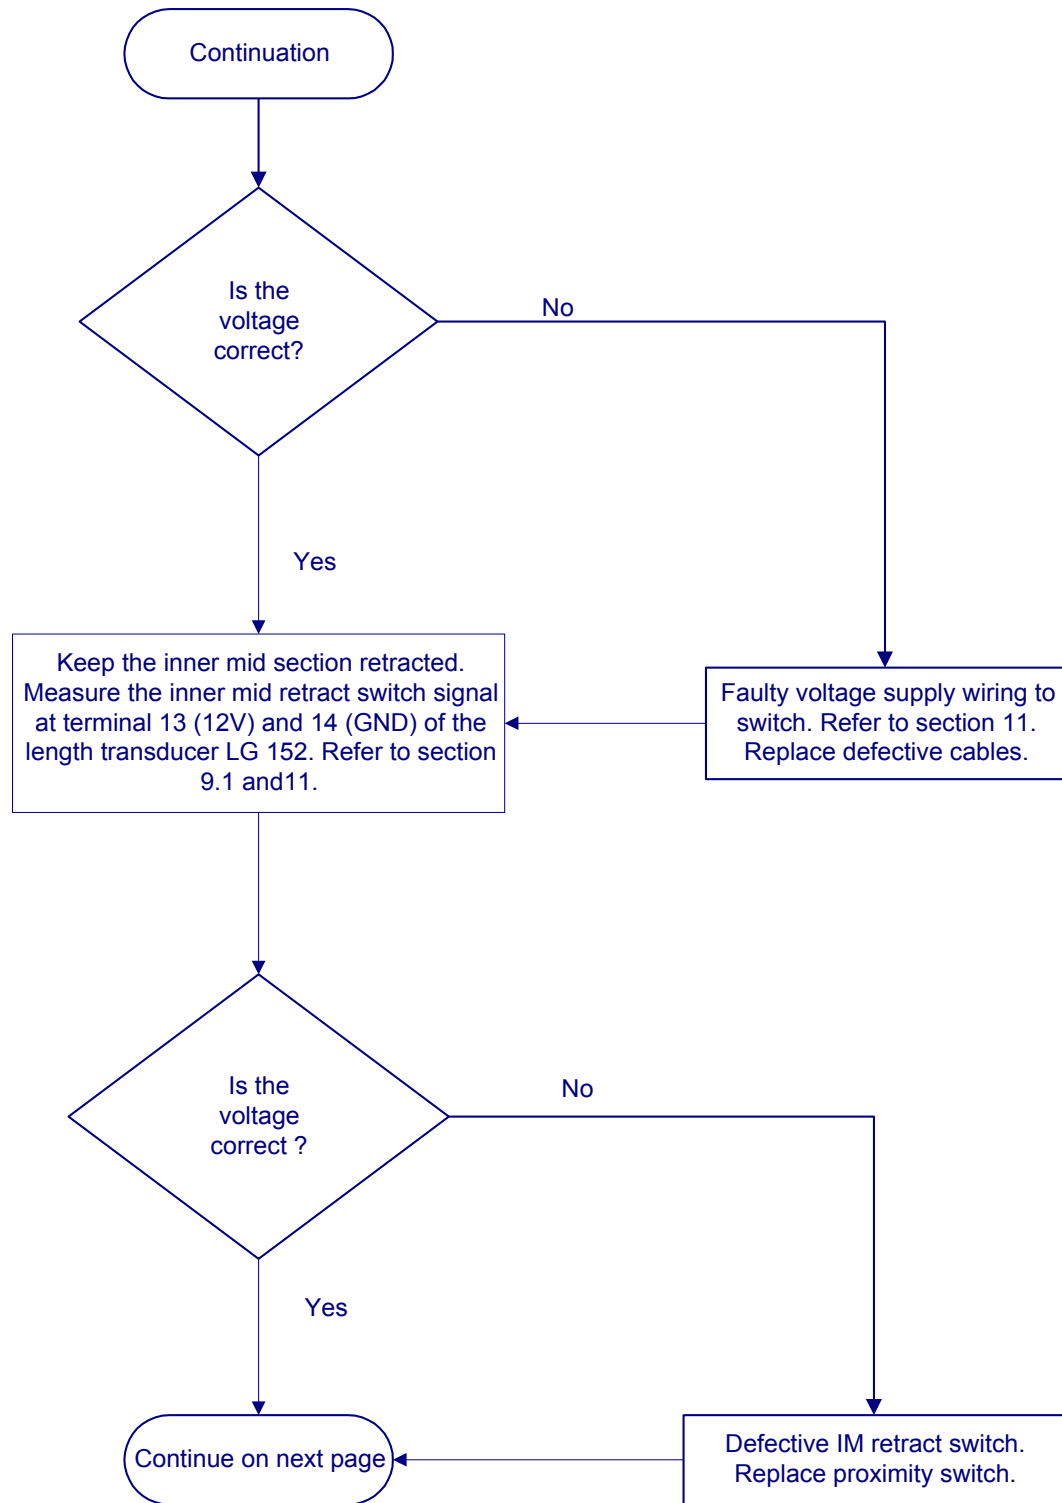 Continuation
Is the
voltage
correct?
No
Yes
Keep the inner mid section retracted.
Measure the inner mid retract switch signal
at terminal 13 (12V) and 14 (GND) of the
length transducer LG 152. Refer to section
9.1 and11.
Faulty voltage supply wiring to
switch. Refer to section 11.
Replace defective cables.
Is the
voltage
correct ?
No
Yes
Continue on next page
Defective IM retract switch.
Replace proximity switch.